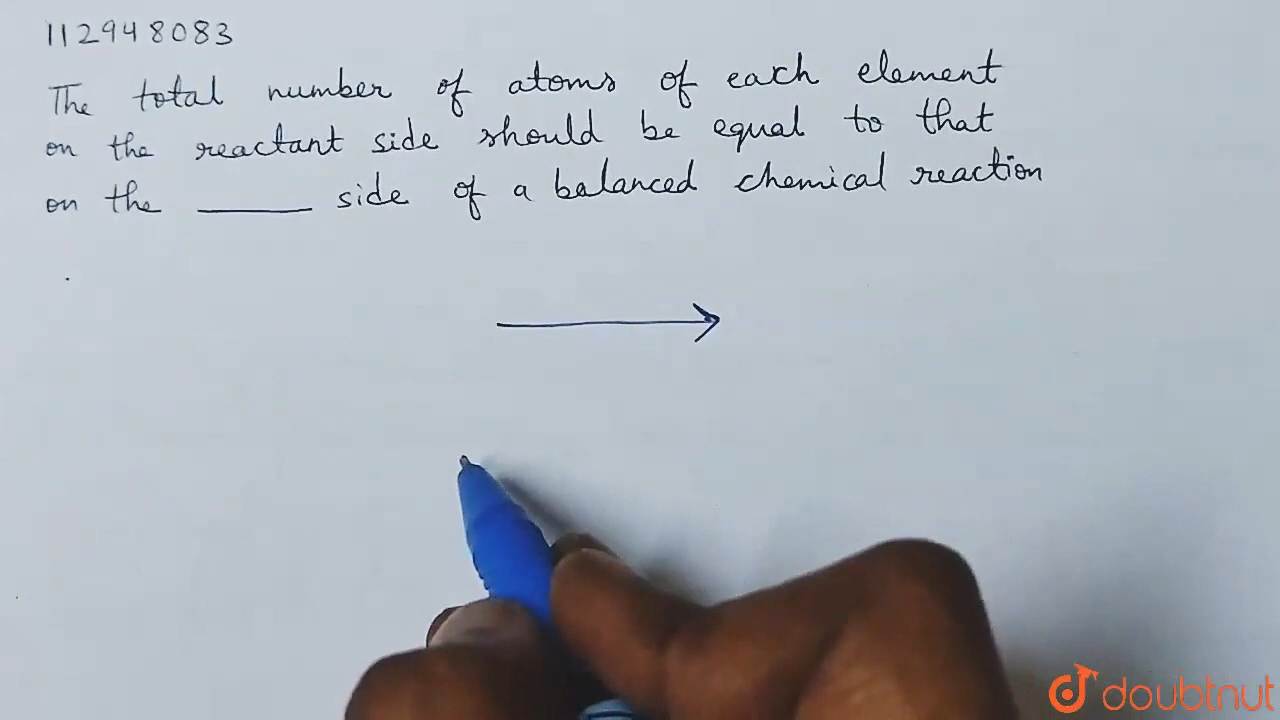 112948083
The total number of atoms of each element
on the reactant side should be equal to that
on the ______ side of a balanced chemical reaction
doubtnut